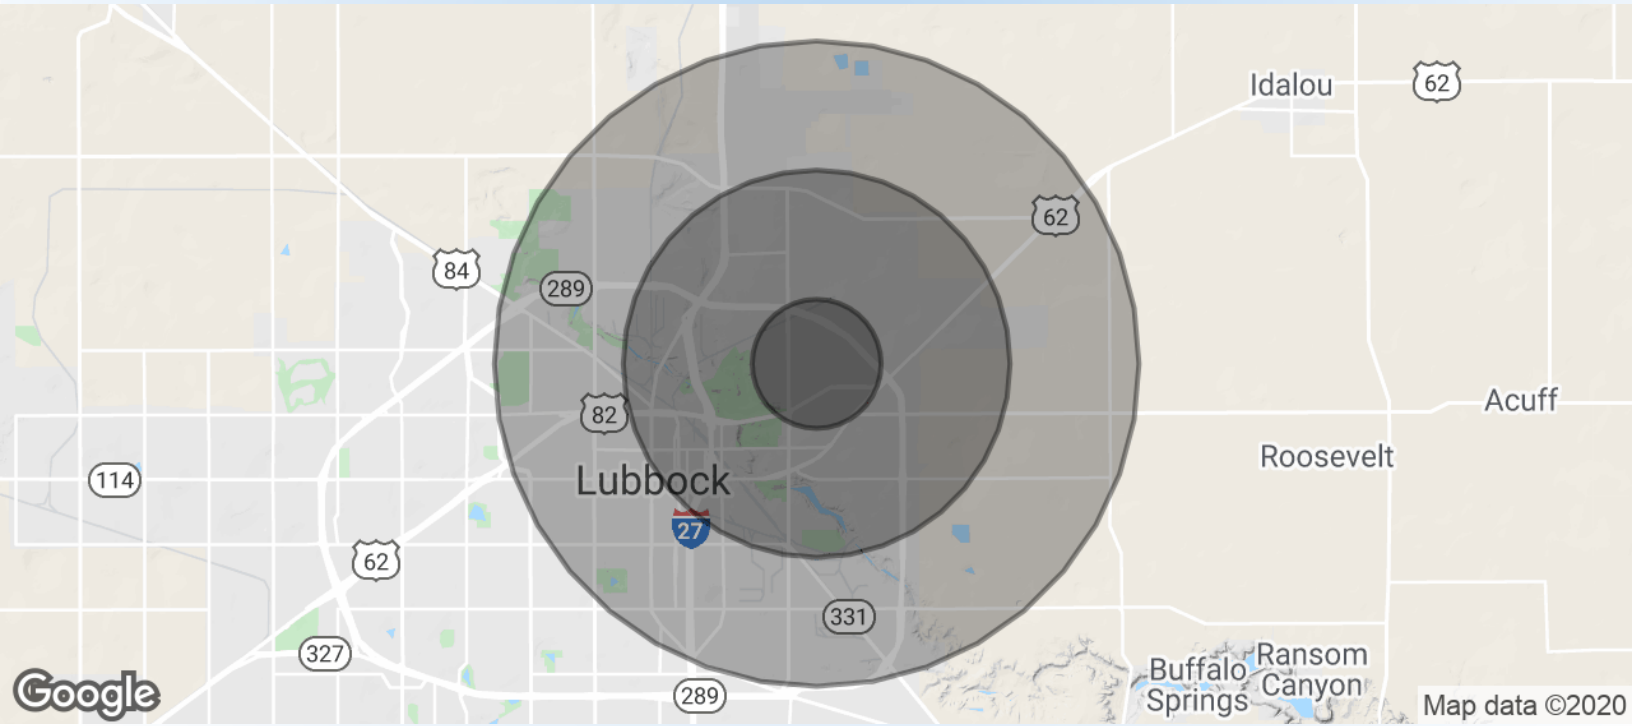 Idalou
62
62
84
289
82
Acuff
Roosevelt
114
Lubbock
27
62
331
327
Ransom
Canyon
Buffalo
Springs
289
Google
Map data ©2020